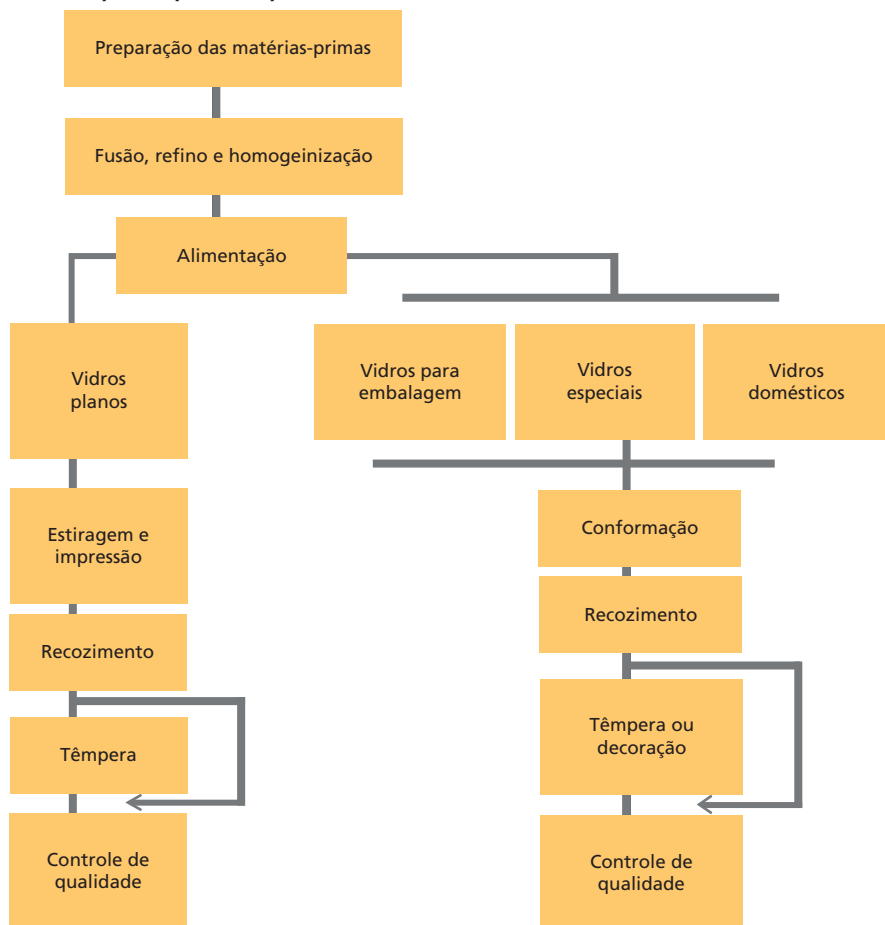 Preparação das matérias-primas
Fusão, refino e homogeinização
Alimentação
Vidros
planos
Vidros para
embalagem
Vidros
especiais
Vidros
domésticos
Estiragem e
impressão
Recozimento
Têmpera
Controle de
qualidade
Conformação
Recozimento
Têmpera ou
decoração
Controle de
qualidade